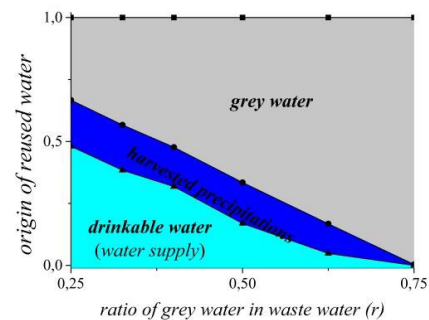 1,0
0,5
0,0
origin of reused water
grey water
harvested precipitations
drinkable water
(water supply)
0,25
0,50
0,75
ratio of grey water in waste water (r)